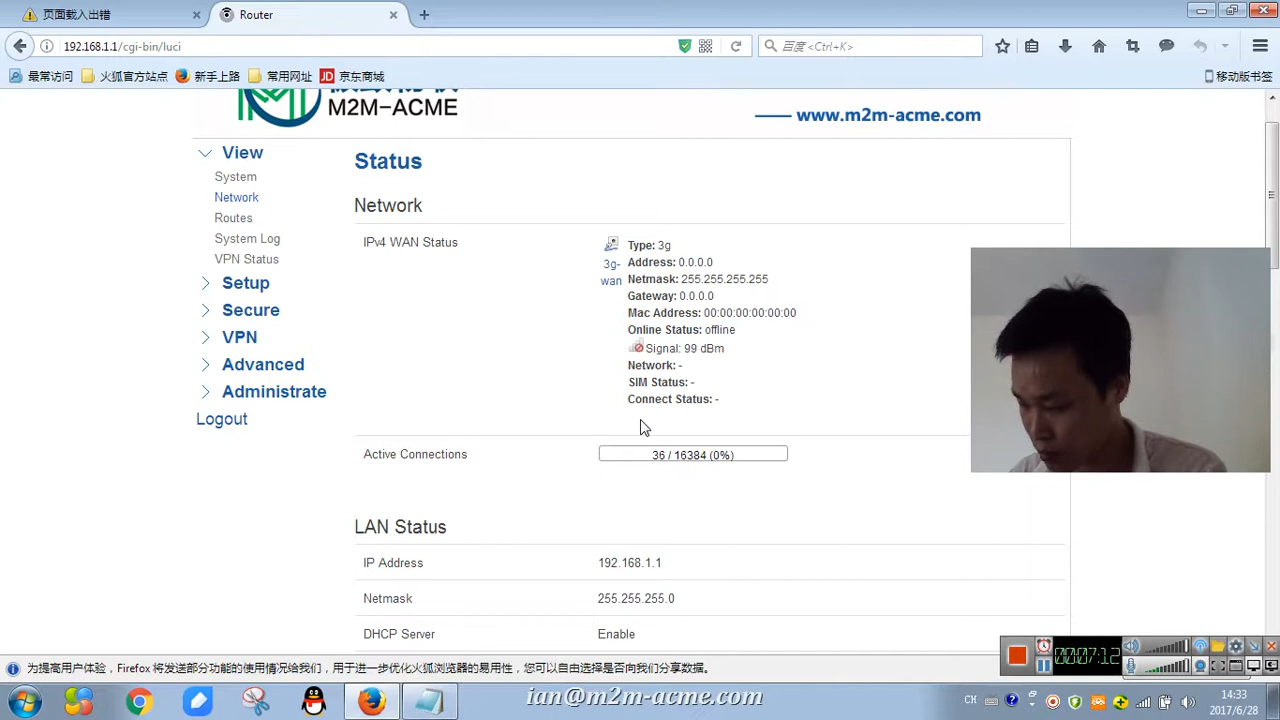 页面载入出错
Router
192.168.1.1/cgi-bin/luci
百度 <Ctrl+K>
最常访问 火狐官方站点 新手上路 常用网址 JD 京东商城 移动版书签
M2M-ACME
www.m2m-acme.com
View
System
Network
Routes
System Log
VPN Status
Setup
Secure
VPN
Advanced
Administrate
Logout
Status
Network
IPv4 WAN Status
3g-
wan
Type: 3g
Address: 0.0.0.0
Netmask: 255.255.255.255
Gateway: 0.0.0.0
Mac Address: 00:00:00:00:00:00
Online Status: offline
Signal: 99 dBm
Network: -
SIM Status: -
Connect Status: -
Active Connections
36 / 16384 (0%)
LAN Status
IP Address 192.168.1.1
Netmask 255.255.255.0
DHCP Server Enable
00:07:12
为提高用户体验，Firefox 将发送部分功能的使用情况给我们，用于进一步优化火狐浏览器的易用性，您可以自由选择是否向我们分享数据。
ian@m2m-acme.com
CH
14:33
2017/6/28